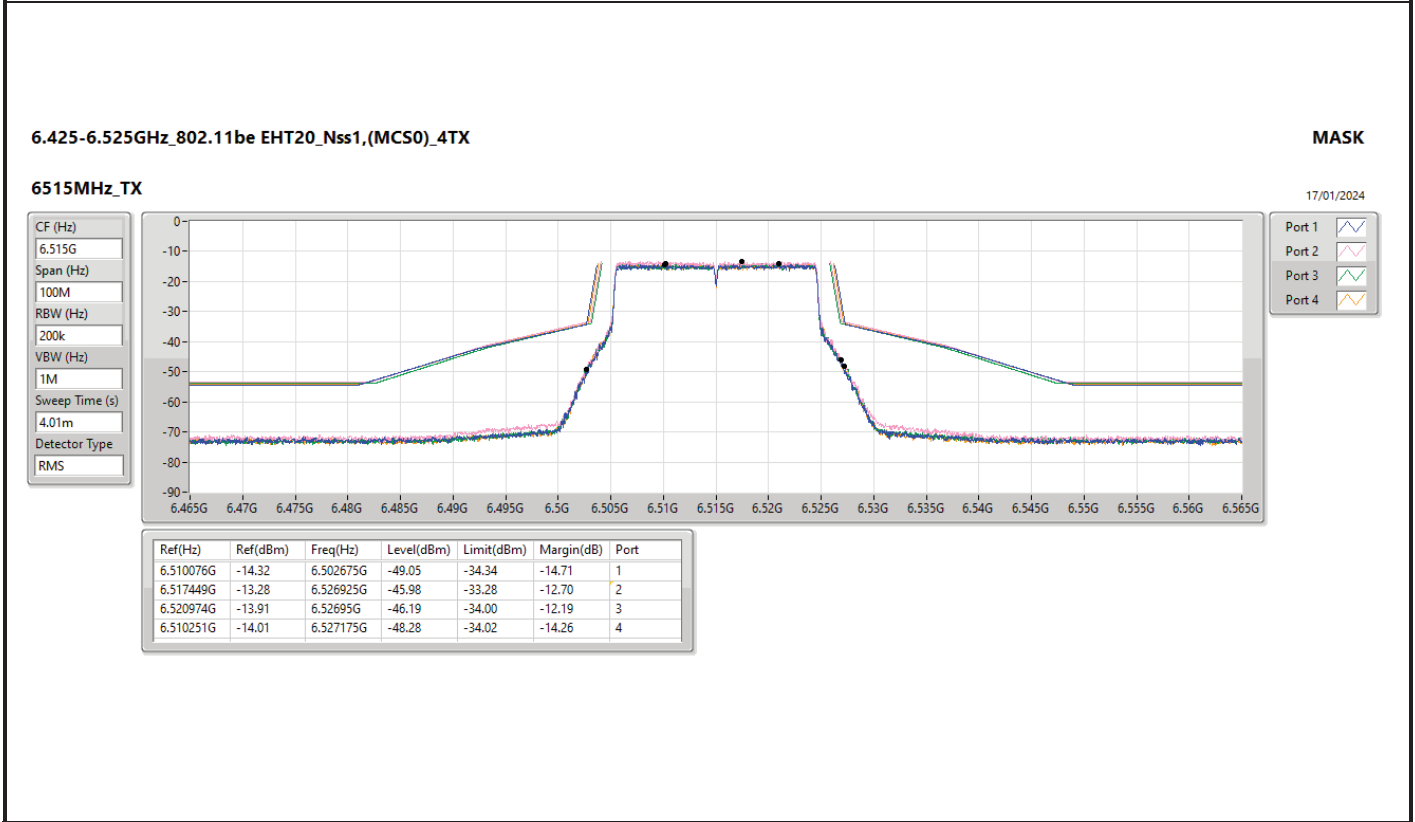 6.425-6.525GHz_802.11be EHT20_Nss1,(MCS0)_4TX MASK
6515MHz_TX
17/01/2024
CF (Hz)
6.515G
Span (Hz)
100M
RBW (Hz)
200k
VBW (Hz)
1M
Sweep Time (s)
4.01m
Detector Type
RMS
0-
-10-
-20-
-30-
-40-
-50-
-60-
-70-
-80-
-90-
6.465G 6.47G 6.475G 6.48G 6.485G 6.49G 6.495G 6.5G 6.505G 6.51G 6.515G 6.52G 6.525G 6.53G 6.535G 6.54G 6.545G 6.55G 6.555G 6.56G 6.565G
Port 1
Port 2
Port 3
Port 4
Ref(Hz) Ref(dBm) Freq(Hz) Level(dBm) Limit(dBm) Margin(dB) Port
6.510076G -14.32 6.502675G -49.05 -34.34 -14.71 1
6.517449G -13.28 6.526925G -45.98 -33.28 -12.70 2
6.520974G -13.91 6.52695G -46.19 -34.00 -12.19 3
6.510251G -14.01 6.527175G -48.28 -34.02 -14.26 4